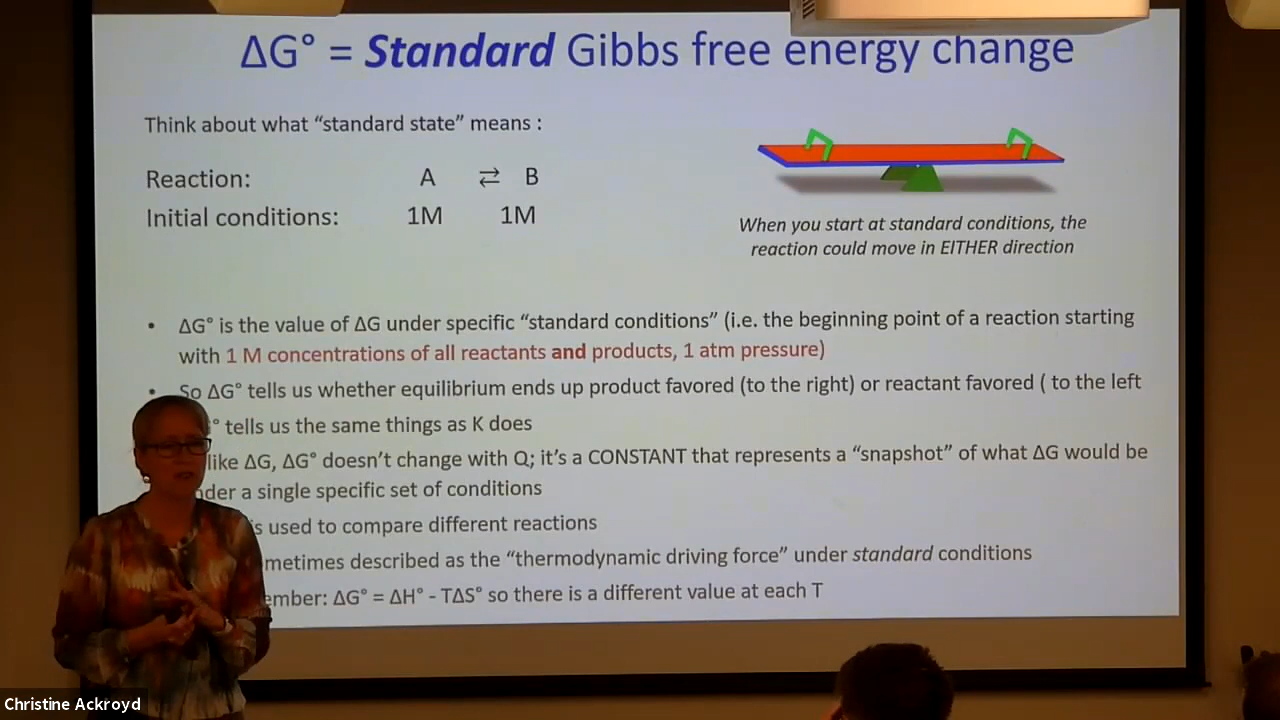 ΔG° = Standard Gibbs free energy change
Think about what “standard state” means :
Reaction: A ⇄ B
Initial conditions: 1M 1M
When you start at standard conditions, the
reaction could move in EITHER direction
• ΔG° is the value of ΔG under specific “standard conditions” (i.e. the beginning point of a reaction starting
with 1 M concentrations of all reactants and products, 1 atm pressure)
• So ΔG° tells us whether equilibrium ends up product favored (to the right) or reactant favored ( to the left
° tells us the same things as K does
like ΔG, ΔG° doesn’t change with Q; it’s a CONSTANT that represents a “snapshot” of what ΔG would be
nder a single specific set of conditions
is used to compare different reactions
metimes described as the “thermodynamic driving force” under standard conditions
ember: ΔG° = ΔH° - TΔS° so there is a different value at each T
Christine Ackroyd